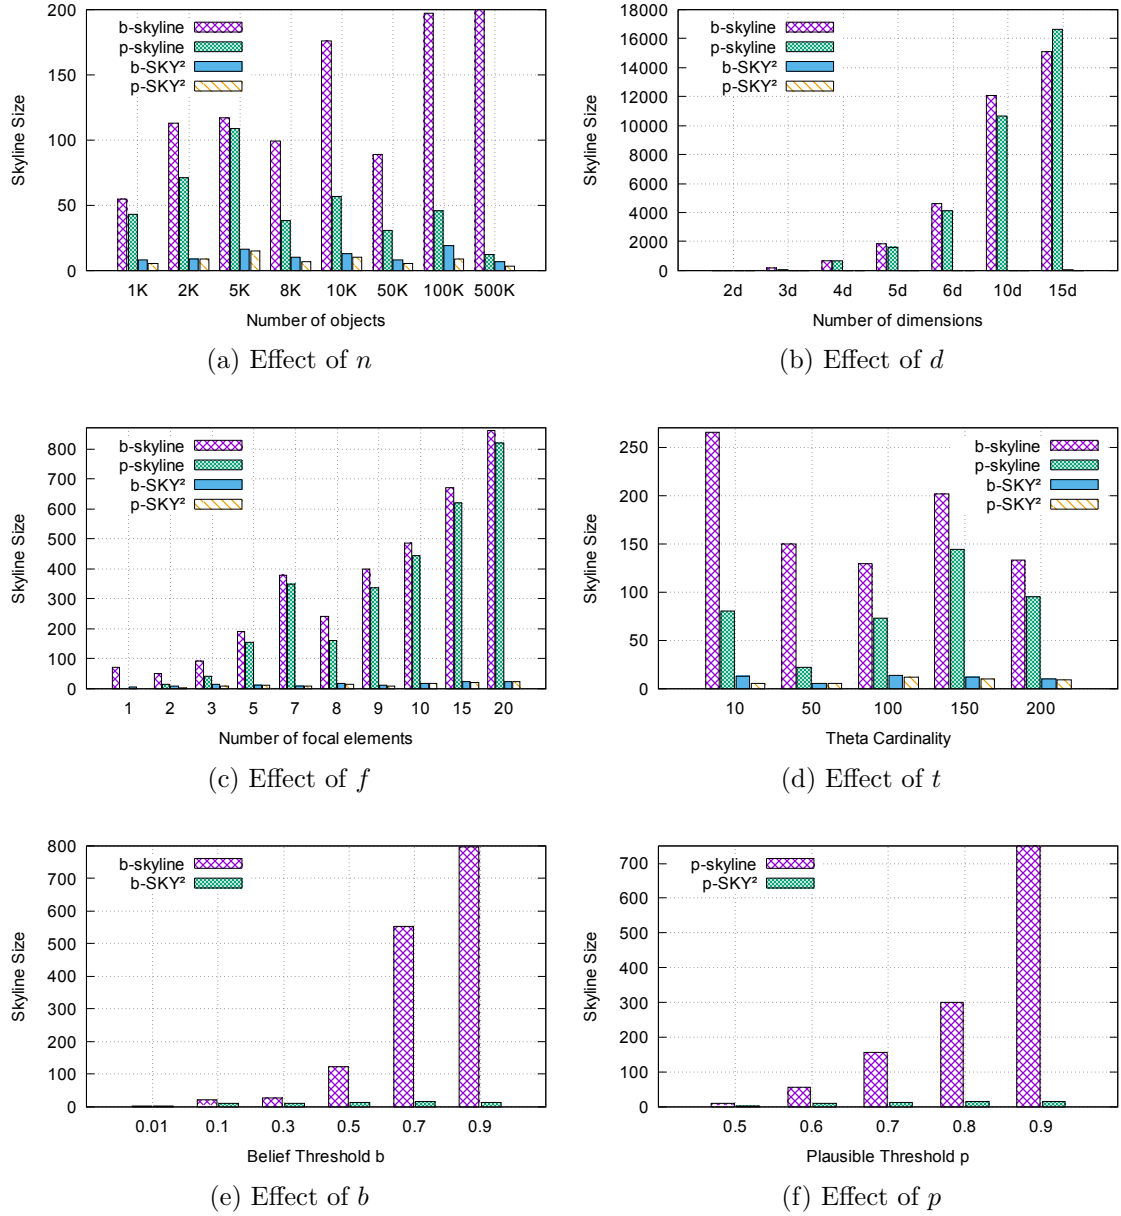 b-skyline
p-skyline
b-SKY²
p-SKY²
200
150
100
50
0
Skyline Size
1K 2K 5K 8K 10K 50K 100K 500K
Number of objects
(a) Effect of n
b-skyline
p-skyline
b-SKY²
p-SKY²
18000
16000
14000
12000
10000
8000
6000
4000
2000
0
Skyline Size
2d 3d 4d 5d 6d 10d 15d
Number of dimensions
(b) Effect of d
b-skyline
p-skyline
b-SKY²
p-SKY²
800
700
600
500
400
300
200
100
0
Skyline Size
1 2 3 5 7 8 9 10 15 20
Number of focal elements
(c) Effect of f
b-skyline
p-skyline
b-SKY²
p-SKY²
250
200
150
100
50
0
Skyline Size
10 50 100 150 200
Theta Cardinality
(d) Effect of t
b-skyline
b-SKY²
800
700
600
500
400
300
200
100
0
Skyline Size
0.01 0.1 0.3 0.5 0.7 0.9
Belief Threshold b
(e) Effect of b
p-skyline
p-SKY²
700
600
500
400
300
200
100
0
Skyline Size
0.5 0.6 0.7 0.8 0.9
Plausible Threshold p
(f) Effect of p